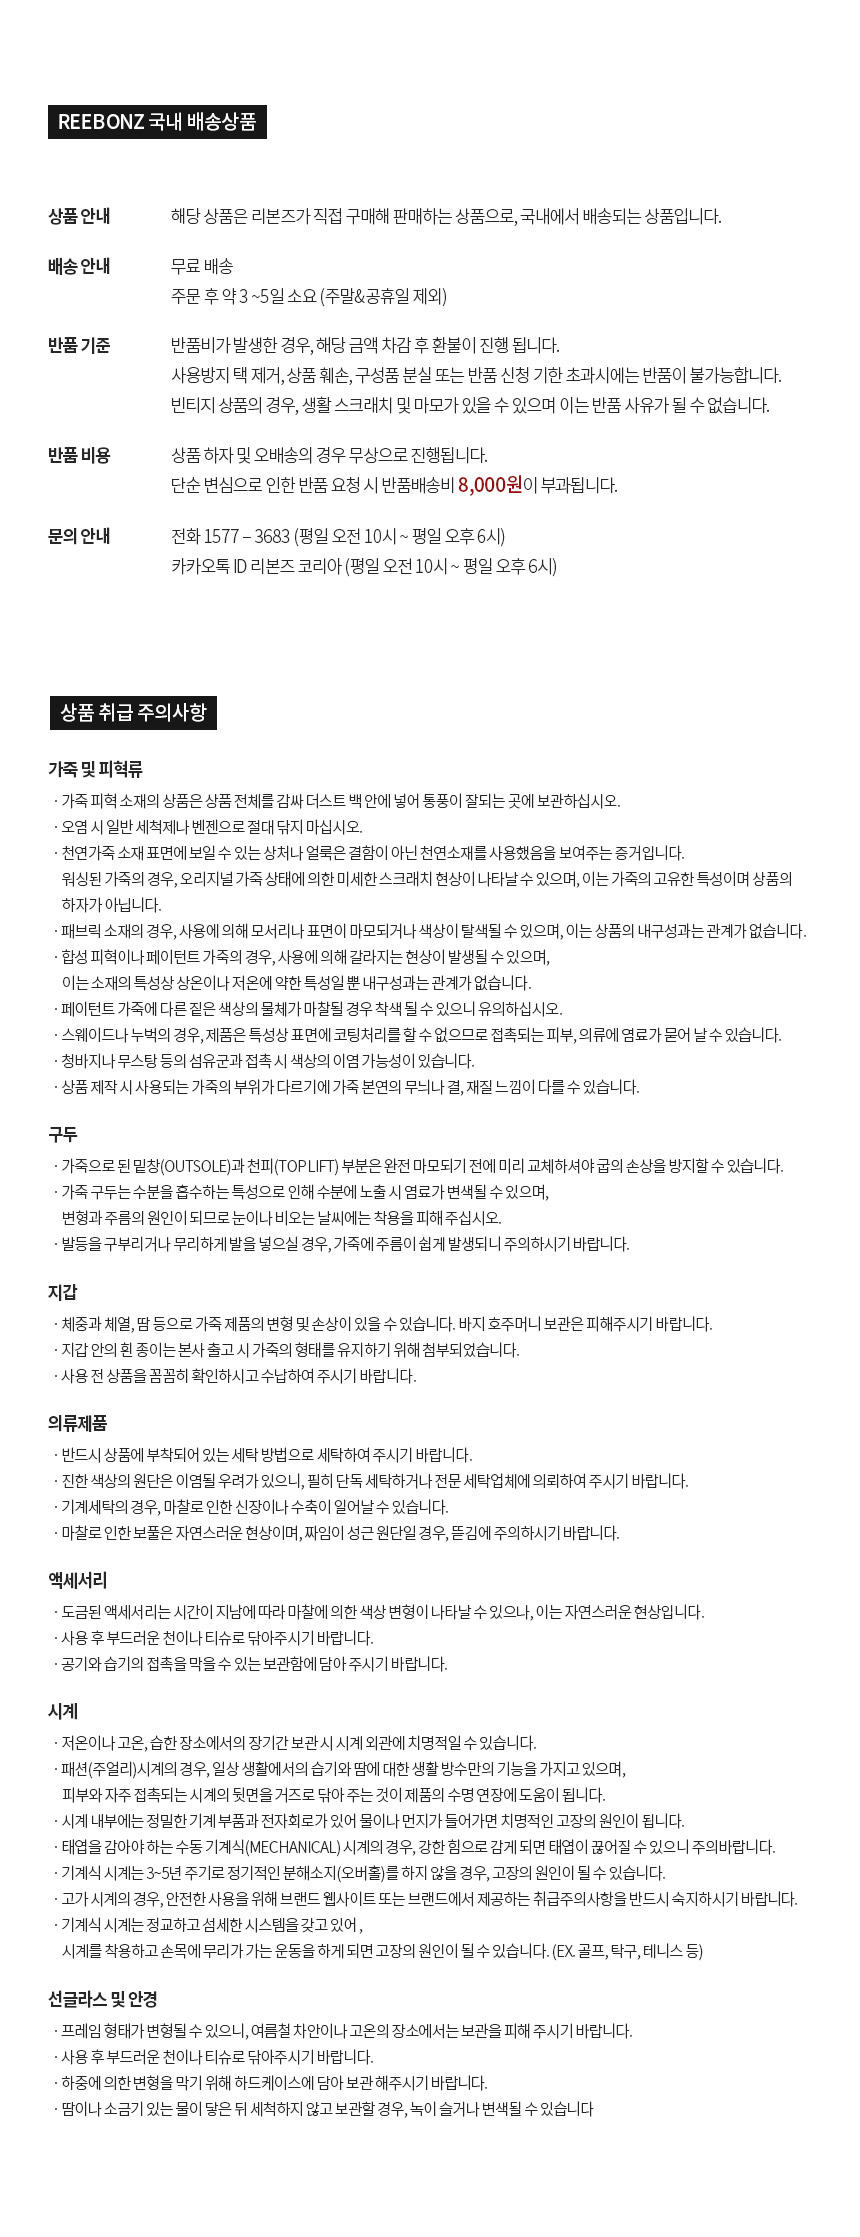 REEBONZ 국내 배송상품
상품 안내
해당 상품은 리본즈가 직접 구매해 판매하는 상품으로, 국내에서 배송되는 상품입니다.
배송 안내
무료 배송
주문 후 약 3 ~5일 소요 (주말&공휴일 제외)
반품 기준
반품비가 발생한 경우, 해당 금액 차감 후 환불이 진행 됩니다.
사용방지 택 제거, 상품 훼손, 구성품 분실 또는 반품 신청 기한 초과시에는 반품이 불가능합니다.
빈티지 상품의 경우, 생활 스크래치 및 마모가 있을 수 있으며 이는 반품 사유가 될 수 없습니다.
반품 비용
상품 하자 및 오배송의 경우 무상으로 진행됩니다.
단순 변심으로 인한 반품 요청 시 반품배송비 8,000원이 부과됩니다.
문의 안내
전화 1577 – 3683 (평일 오전 10시 ~ 평일 오후 6시)
카카오톡 ID 리본즈 코리아 (평일 오전 10시 ~ 평일 오후 6시)
상품 취급 주의사항
가죽 및 피혁류
· 가죽 피혁 소재의 상품은 상품 전체를 감싸 더스트 백 안에 넣어 통풍이 잘되는 곳에 보관하십시오.
· 오염 시 일반 세척제나 벤젠으로 절대 닦지 마십시오.
· 천연가죽 소재 표면에 보일 수 있는 상처나 얼룩은 결함이 아닌 천연소재를 사용했음을 보여주는 증거입니다.
워싱된 가죽의 경우, 오리지널 가죽 상태에 의한 미세한 스크래치 현상이 나타날 수 있으며, 이는 가죽의 고유한 특성이며 상품의
하자가 아닙니다.
· 패브릭 소재의 경우, 사용에 의해 모서리나 표면이 마모되거나 색상이 탈색될 수 있으며, 이는 상품의 내구성과는 관계가 없습니다.
· 합성 피혁이나 페이턴트 가죽의 경우, 사용에 의해 갈라지는 현상이 발생될 수 있으며,
이는 소재의 특성상 상온이나 저온에 약한 특성일 뿐 내구성과는 관계가 없습니다.
· 페이턴트 가죽에 다른 짙은 색상의 물체가 마찰될 경우 착색 될 수 있으니 유의하십시오.
· 스웨이드나 누벅의 경우, 제품은 특성상 표면에 코팅처리를 할 수 없으므로 접촉되는 피부, 의류에 염료가 묻어 날 수 있습니다.
· 청바지나 무스탕 등의 섬유군과 접촉 시 색상의 이염 가능성이 있습니다.
· 상품 제작 시 사용되는 가죽의 부위가 다르기에 가죽 본연의 무늬나 결, 재질 느낌이 다를 수 있습니다.
구두
· 가죽으로 된 밑창(OUTSOLE)과 천피(TOP LIFT) 부분은 완전 마모되기 전에 미리 교체하셔야 굽의 손상을 방지할 수 있습니다.
· 가죽 구두는 수분을 흡수하는 특성으로 인해 수분에 노출 시 염료가 변색될 수 있으며,
변형과 주름의 원인이 되므로 눈이나 비오는 날씨에는 착용을 피해 주십시오.
· 발등을 구부리거나 무리하게 발을 넣으실 경우, 가죽에 주름이 쉽게 발생되니 주의하시기 바랍니다.
지갑
· 체중과 체열, 땀 등으로 가죽 제품의 변형 및 손상이 있을 수 있습니다. 바지 호주머니 보관은 피해주시기 바랍니다.
· 지갑 안의 흰 종이는 본사 출고 시 가죽의 형태를 유지하기 위해 첨부되었습니다.
· 사용 전 상품을 꼼꼼히 확인하시고 수납하여 주시기 바랍니다.
의류제품
· 반드시 상품에 부착되어 있는 세탁 방법으로 세탁하여 주시기 바랍니다.
· 진한 색상의 원단은 이염될 우려가 있으니, 필히 단독 세탁하거나 전문 세탁업체에 의뢰하여 주시기 바랍니다.
· 기계세탁의 경우, 마찰로 인한 신장이나 수축이 일어날 수 있습니다.
· 마찰로 인한 보풀은 자연스러운 현상이며, 짜임이 성근 원단일 경우, 뜯김에 주의하시기 바랍니다.
액세서리
· 도금된 액세서리는 시간이 지남에 따라 마찰에 의한 색상 변형이 나타날 수 있으나, 이는 자연스러운 현상입니다.
· 사용 후 부드러운 천이나 티슈로 닦아주시기 바랍니다.
· 공기와 습기의 접촉을 막을 수 있는 보관함에 담아 주시기 바랍니다.
시계
· 저온이나 고온, 습한 장소에서의 장기간 보관 시 시계 외관에 치명적일 수 있습니다.
· 패션(주얼리)시계의 경우, 일상 생활에서의 습기와 땀에 대한 생활 방수만의 기능을 가지고 있으며,
피부와 자주 접촉되는 시계의 뒷면을 거즈로 닦아 주는 것이 제품의 수명 연장에 도움이 됩니다.
· 시계 내부에는 정밀한 기계 부품과 전자회로가 있어 물이나 먼지가 들어가면 치명적인 고장의 원인이 됩니다.
· 태엽을 감아야 하는 수동 기계식(MECHANICAL) 시계의 경우, 강한 힘으로 감게 되면 태엽이 끊어질 수 있으니 주의바랍니다.
· 기계식 시계는 3~5년 주기로 정기적인 분해소지(오버홀)를 하지 않을 경우, 고장의 원인이 될 수 있습니다.
· 고가 시계의 경우, 안전한 사용을 위해 브랜드 웹사이트 또는 브랜드에서 제공하는 취급주의사항을 반드시 숙지하시기 바랍니다.
· 기계식 시계는 정교하고 섬세한 시스템을 갖고 있어 ,
시계를 착용하고 손목에 무리가 가는 운동을 하게 되면 고장의 원인이 될 수 있습니다. (EX. 골프, 탁구, 테니스 등)
선글라스 및 안경
· 프레임 형태가 변형될 수 있으니, 여름철 차안이나 고온의 장소에서는 보관을 피해 주시기 바랍니다.
· 사용 후 부드러운 천이나 티슈로 닦아주시기 바랍니다.
· 하중에 의한 변형을 막기 위해 하드케이스에 담아 보관 해주시기 바랍니다.
· 땀이나 소금기 있는 물이 닿은 뒤 세척하지 않고 보관할 경우, 녹이 슬거나 변색될 수 있습니다